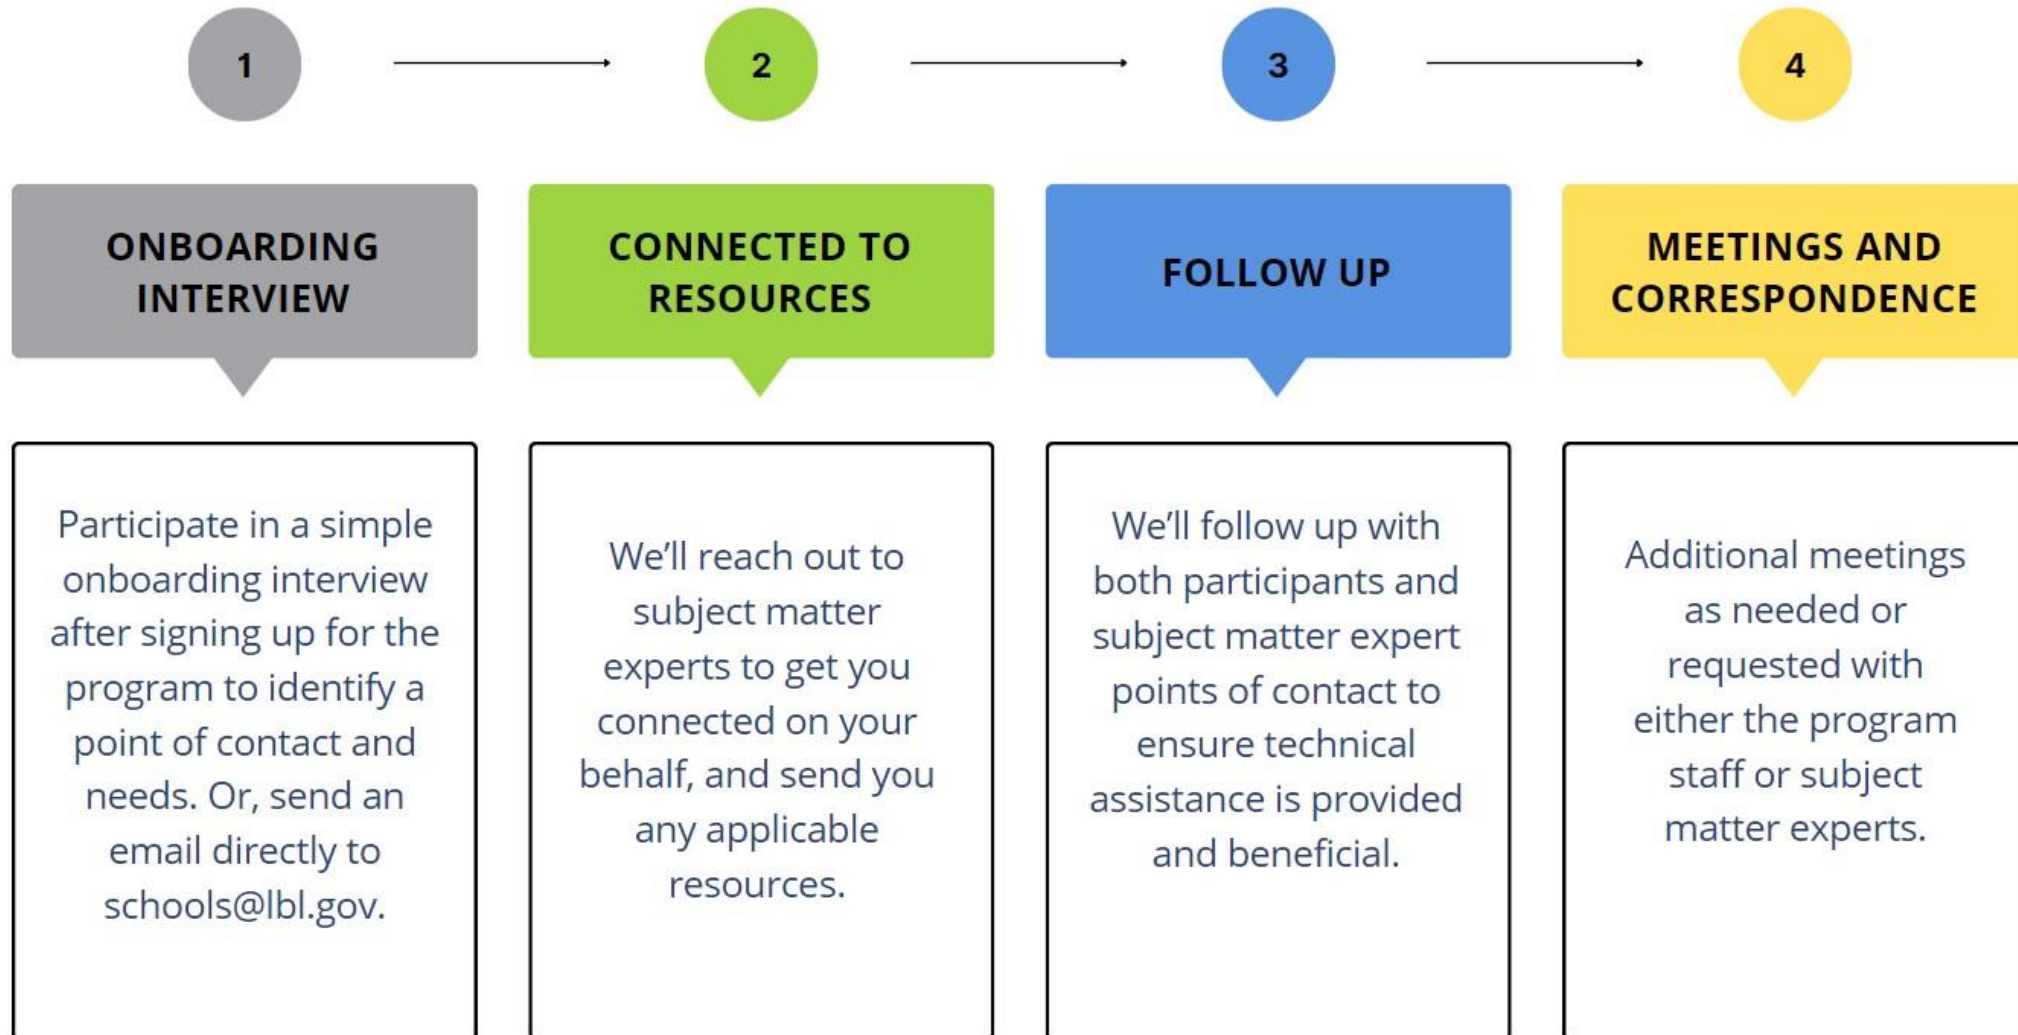 1
2
3
4
ONBOARDING
INTERVIEW
CONNECTED TO
RESOURCES
FOLLOW UP
MEETINGS AND
CORRESPONDENCE
Participate in a simple
onboarding interview
after signing up for the
program to identify a
point of contact and
needs. Or, send an
email directly to
schools@lbl.gov.
We'll reach out to
subject matter
experts to get you
connected on your
behalf, and send you
any applicable
resources.
We'll follow up with
both participants and
subject matter expert
points of contact to
ensure technical
assistance is provided
and beneficial.
Additional meetings
as needed or
requested with
either the program
staff or subject
matter experts.